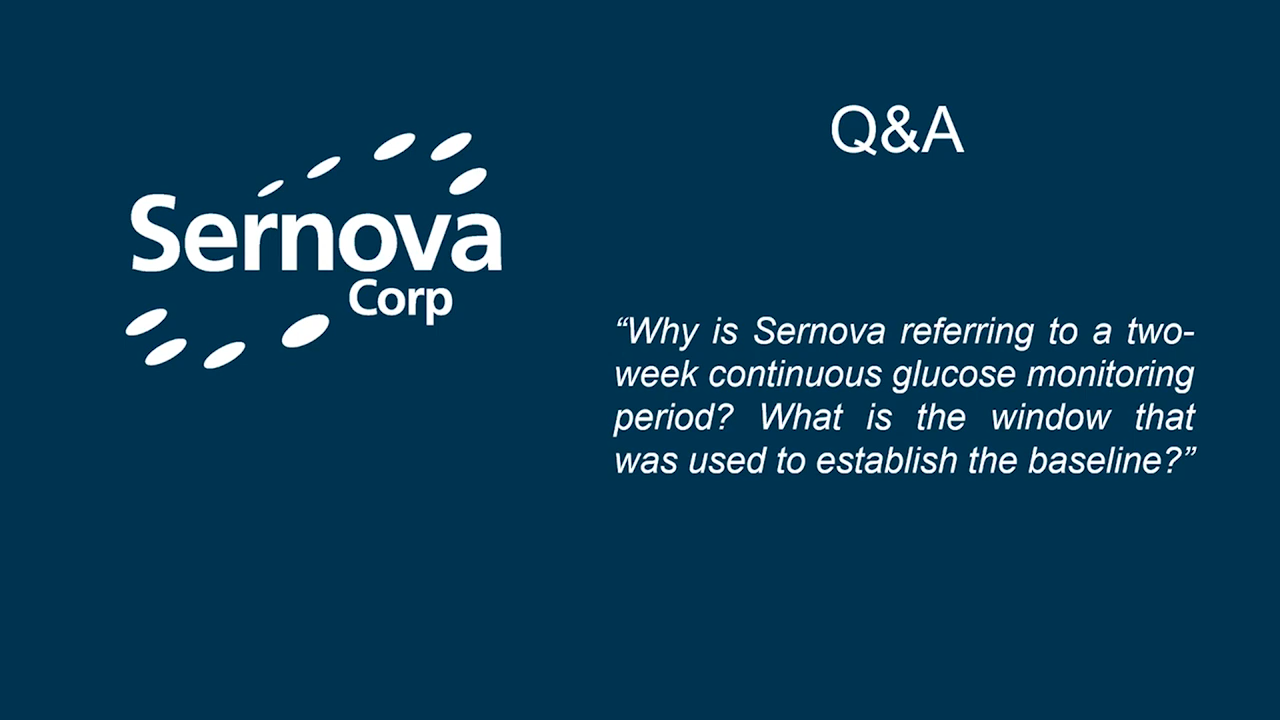 Sernova
Corp
Q&A
“Why is Sernova referring to a two-
week continuous glucose monitoring
period? What is the window that
was used to establish the baseline?”